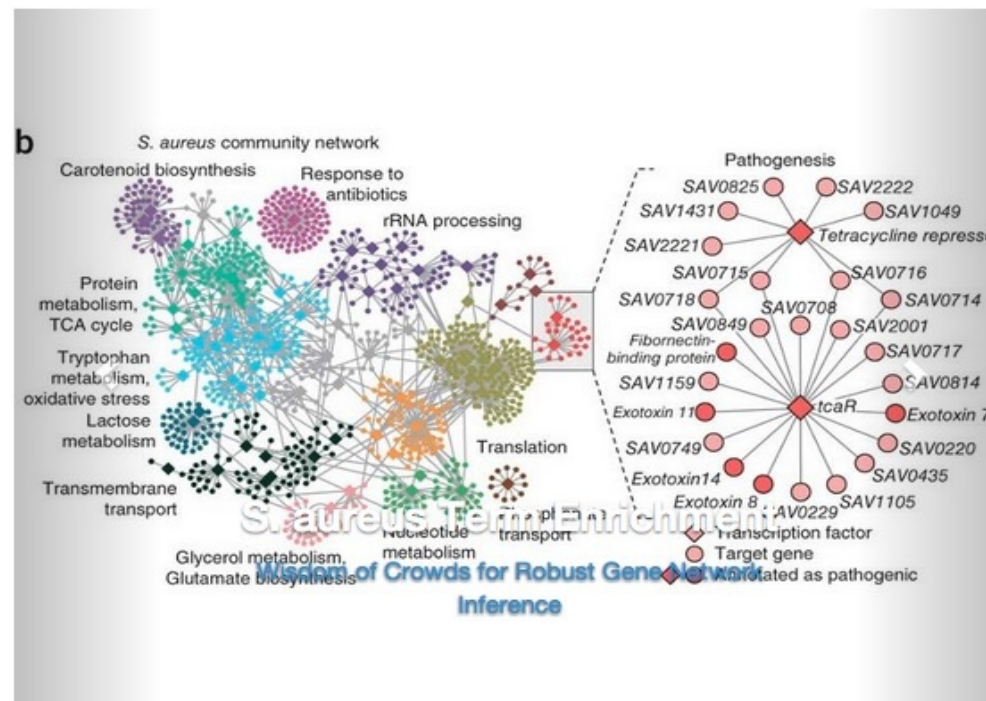 b
S. aureus community network
Carotenoid biosynthesis
Response to
antibiotics
rRNA processing
Protein
metabolism,
TCA cycle
Tryptophan
metabolism,
oxidative stress
Lactose
metabolism
Transmembrane
transport
Glycerol metabolism,
Glutamate biosynthesis
Nucleotide
metabolism
Translation
transport
Pathogenesis
SAV0825
SAV2222
SAV1431
SAV1049
Tetracycline represso
SAV2221
SAV0715
SAV0716
SAV0718
SAV0708
SAV0714
SAV0849
SAV2001
Fibornectin-
binding protein
SAV0717
SAV1159
SAV0814
Exotoxin 11
tcaR
Exotoxin 7
SAV0749
SAV0220
Exotoxin14
SAV0435
Exotoxin 8
SAV0229
SAV1105
Transcription factor
Target gene
Annotated as pathogenic
S. aureus Term Enrichment
Wisdom of Crowds for Robust Gene Network
Inference